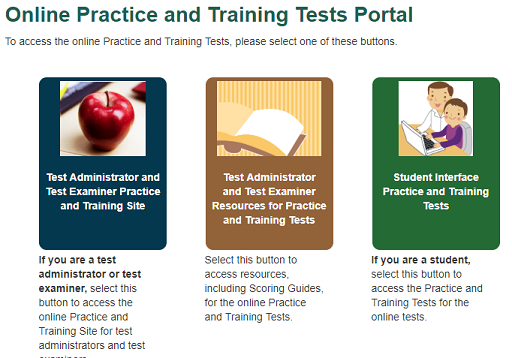 Online Practice and Training Tests Portal
To access the online Practice and Training Tests, please select one of these buttons.
Test Administrator and
Test Examiner Practice
and Training Site
If you are a test
administrator or test
examiner, select this
button to access the
online Practice and
Training Site for test
administrators and test
Test Administrator
and Test Examiner
Resources for Practice
and Training Tests
Select this button to
access resources,
including Scoring Guides,
for the online Practice
and Training Tests.
Student Interface
Practice and Training
Tests
If you are a student,
select this button to
access the Practice and
Training Tests for the
online tests.